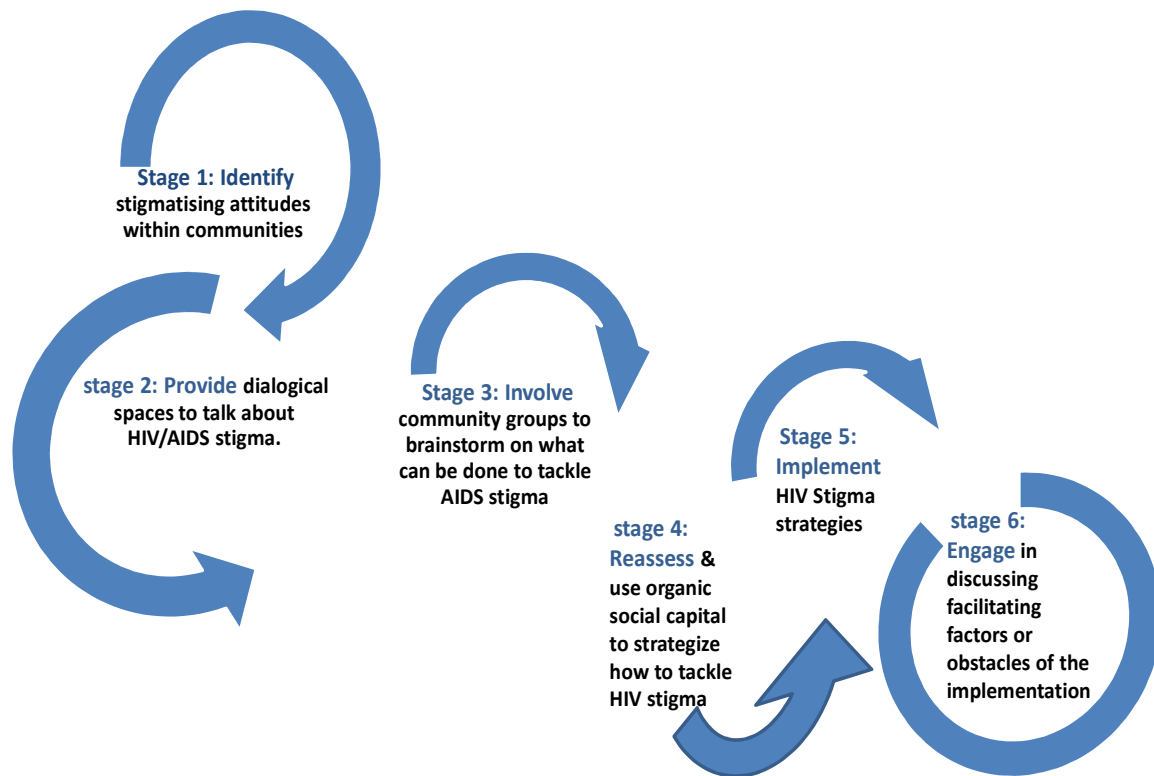 Stage 1: Identify
stigmatising attitudes
within communities
stage 2: Provide dialogical
spaces to talk about
HIV/AIDS stigma.
Stage 3: Involve
community groups to
brainstorm on what
can be done to tackle
AIDS stigma
stage 4:
Reassess &
use organic
social capital
to strategize
how to tackle
HIV stigma
Stage 5:
Implement
HIV Stigma
strategies
stage 6:
Engage in
discussing
facilitating
factors or
obstacles of the
implementation